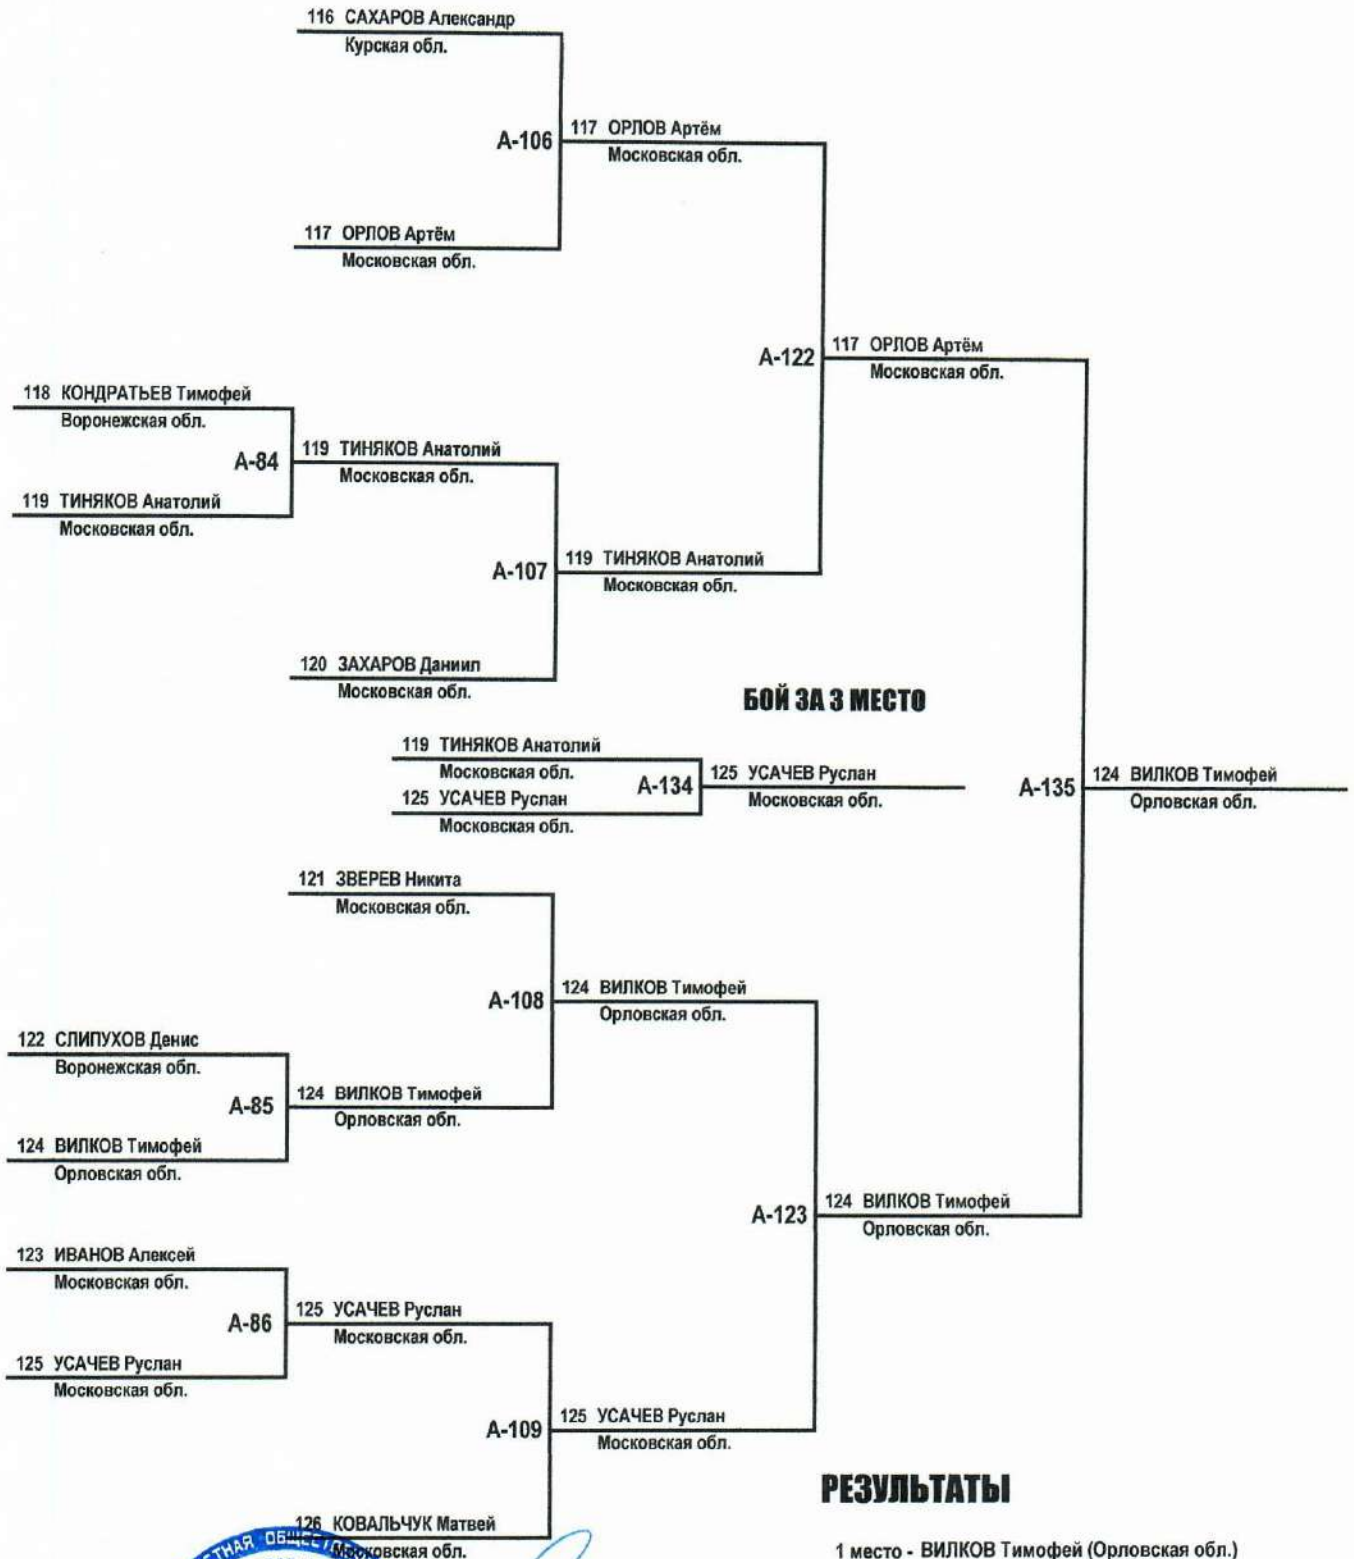 116 САХАРОВ Александр
Курская обл.
А-106
117 ОРЛОВ Артём
Московская обл.
117 ОРЛОВ Артём
Московская обл.
А-122
117 ОРЛОВ Артём
Московская обл.
118 КОНДРАТЬЕВ Тимофей
Воронежская обл.
А-84
119 ТИНЯКОВ Анатолий
Московская обл.
119 ТИНЯКОВ Анатолий
Московская обл.
А-107
119 ТИНЯКОВ Анатолий
Московская обл.
120 ЗАХАРОВ Даниил
Московская обл.
БОЙ ЗА 3 МЕСТО
119 ТИНЯКОВ Анатолий
Московская обл.
А-134
125 УСАЧЕВ Руслан
Московская обл.
125 УСАЧЕВ Руслан
Московская обл.
А-135
124 ВИЛКОВ Тимофей
Орловская обл.
121 ЗВЕРЕВ Никита
Московская обл.
А-108
124 ВИЛКОВ Тимофей
Орловская обл.
122 СЛИПУХОВ Денис
Воронежская обл.
А-85
124 ВИЛКОВ Тимофей
Орловская обл.
124 ВИЛКОВ Тимофей
Орловская обл.
А-123
124 ВИЛКОВ Тимофей
Орловская обл.
123 ИВАНОВ Алексей
Московская обл.
А-86
125 УСАЧЕВ Руслан
Московская обл.
125 УСАЧЕВ Руслан
Московская обл.
А-109
125 УСАЧЕВ Руслан
Московская обл.
126 КОВАЛЬЧУК Матвей
Московская обл.
РЕЗУЛЬТАТЫ
1 место - ВИЛКОВ Тимофей (Орловская обл.)